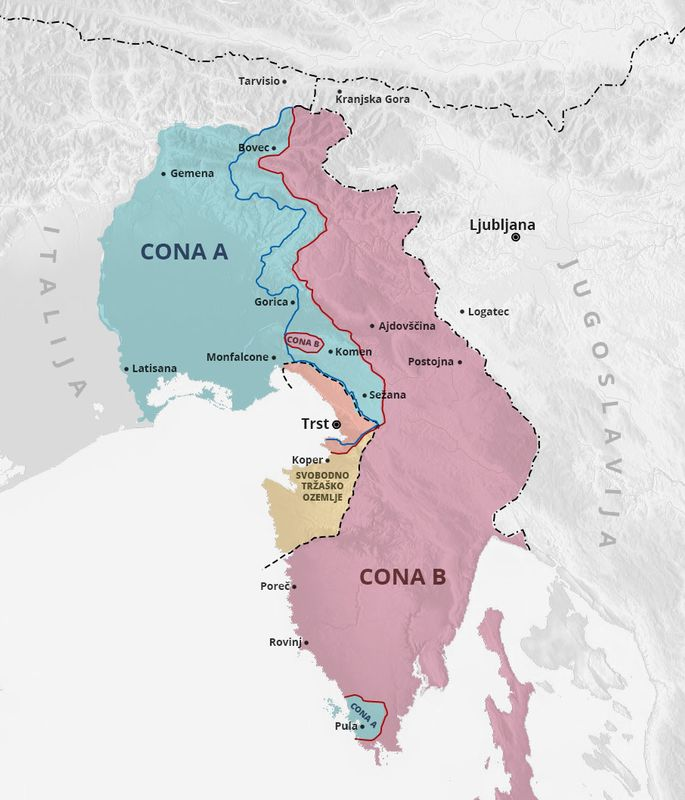 Tarvisio
Kranjska Gora
Bovec
Gemena
Ljubljana
CONA A
ITALIJA
JUGOSLAVIJA
Gorica
Logatec
Ajdovščina
CONA B
Komen
Monfalcone
Postojna
Latisana
Sežana
Trst
Koper
SVOBODNO
TRŽAŠKO
OZEMLJE
CONA B
Poreč
Rovinj
CONA A
Pula